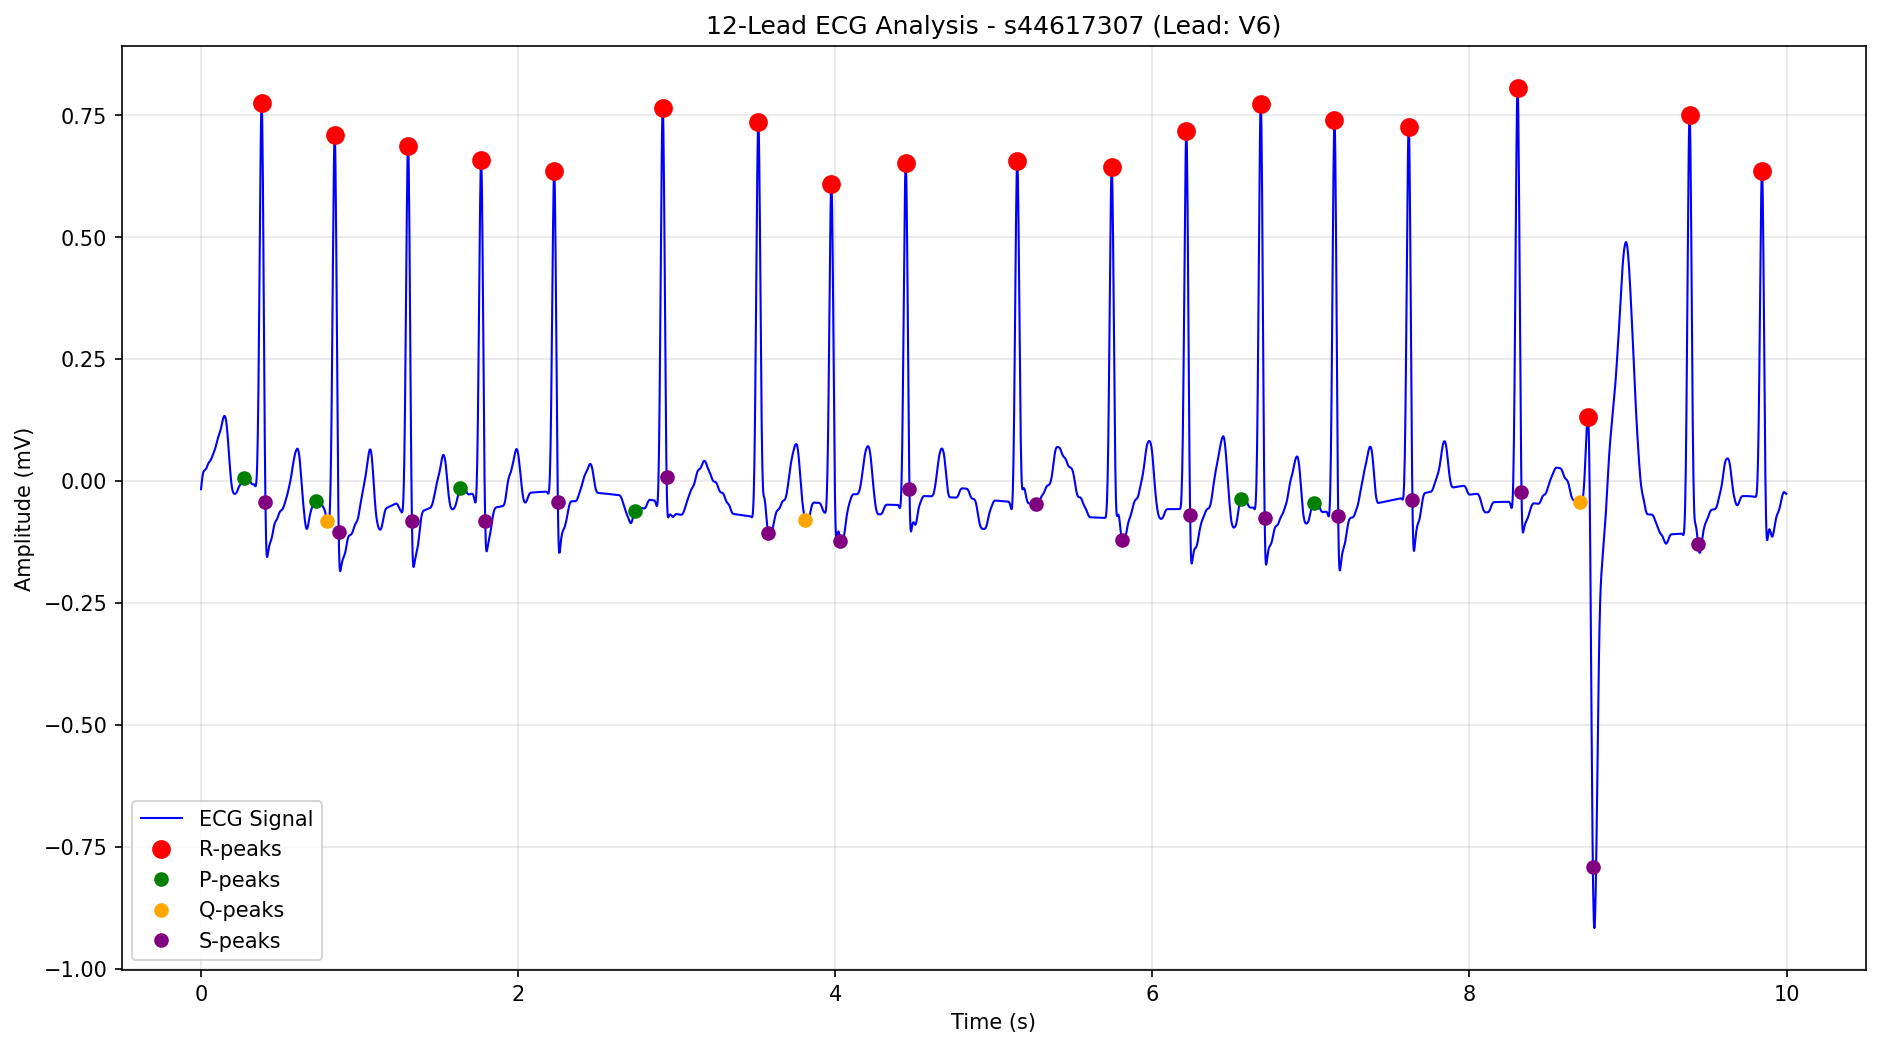 12-Lead ECG Analysis - s44617307 (Lead: V6)
Amplitude (mV)
0.75
0.50
0.25
0.00
−0.25
−0.50
−0.75
−1.00
ECG Signal
R-peaks
P-peaks
Q-peaks
S-peaks
0 2 4 6 8 10
Time (s)